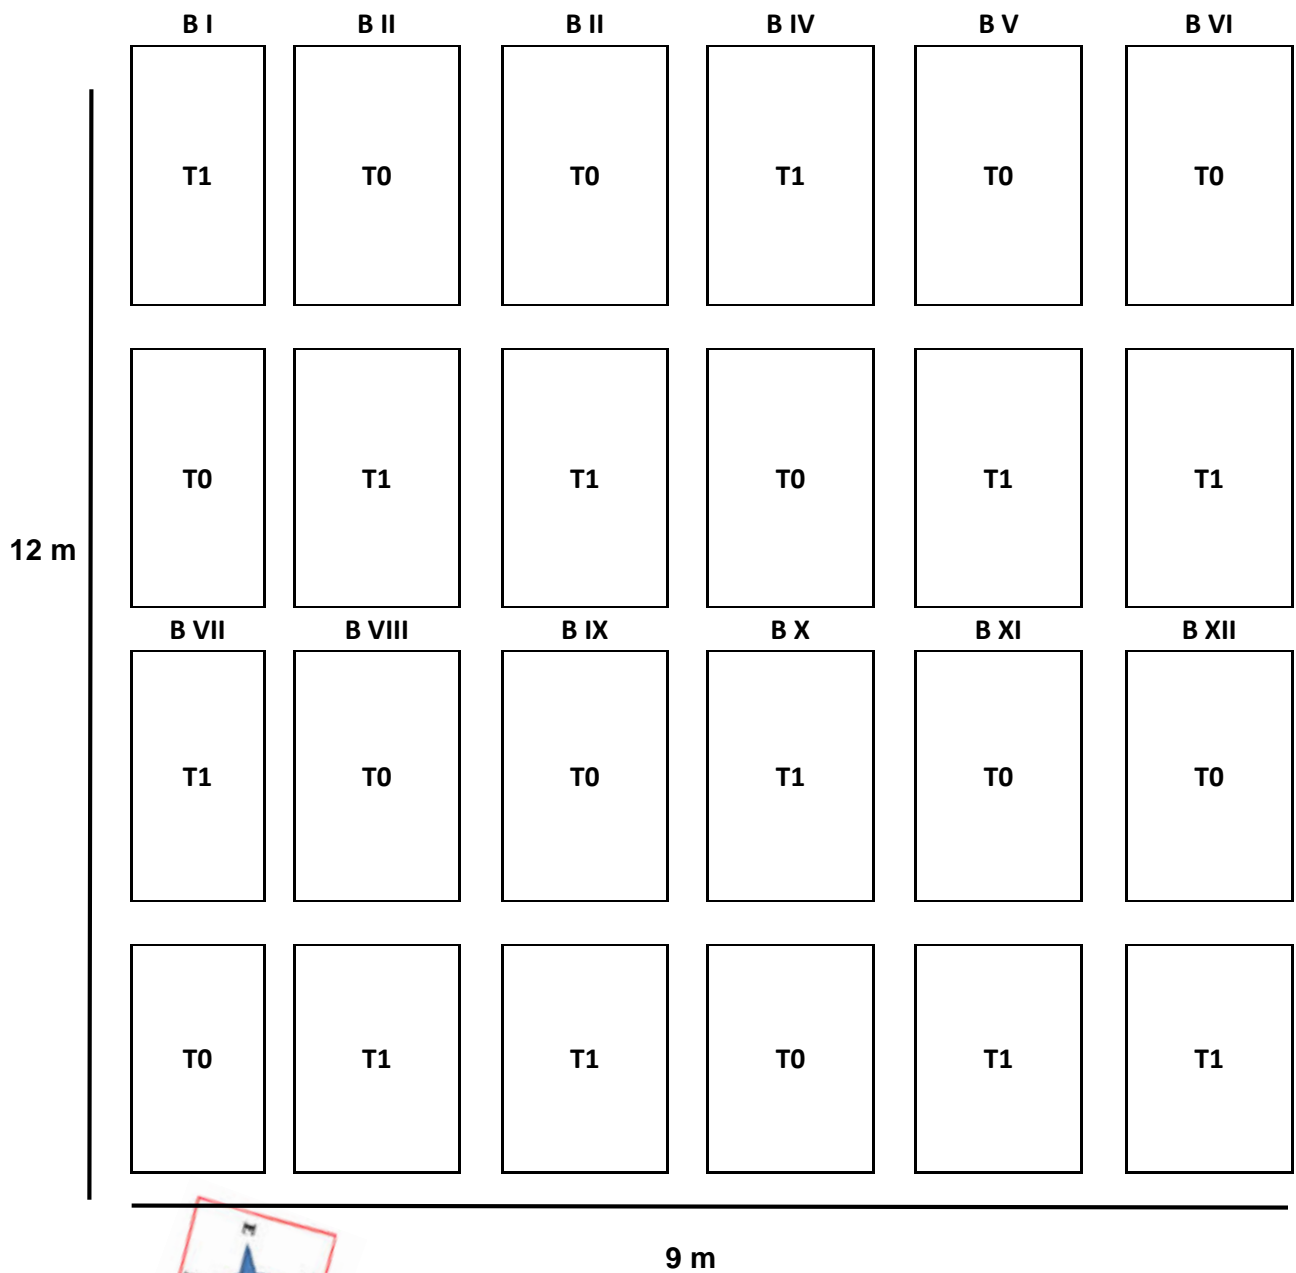 B I B II B II B IV B V B VI
T1 T0 T0 T1 T0 T0
T0 T1 T1 T0 T1 T1
12 m
B VII B VIII B IX B X B XI B XII
T1 T0 T0 T1 T0 T0
T0 T1 T1 T0 T1 T1
9 m